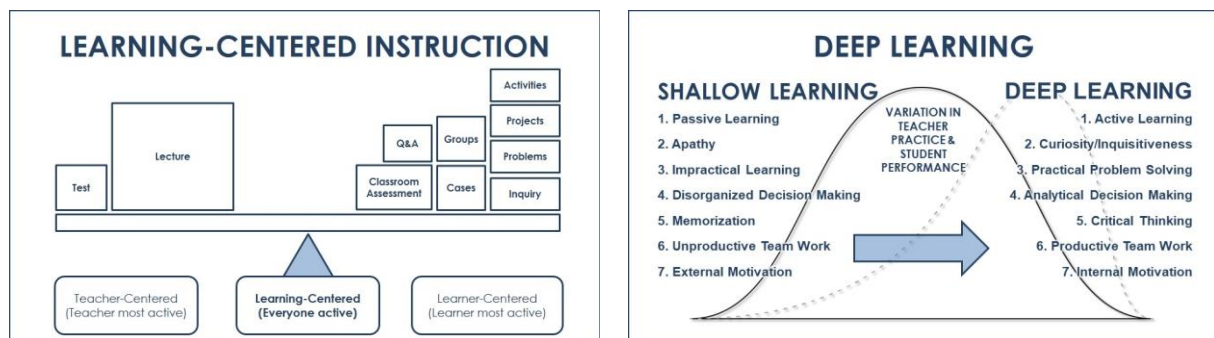 LEARNING-CENTERED INSTRUCTION
Activities
Projects
Q&A
Groups
Lecture
Problems
Test
Classroom
Assessment
Cases
Inquiry
Teacher-Centered
(Teacher most active)
Learning-Centered
(Everyone active)
Learner-Centered
(Learner most active)
DEEP LEARNING
SHALLOW LEARNING
1. Passive Learning
2. Apathy
3. Impractical Learning
4. Disorganized Decision Making
5. Memorization
6. Unproductive Team Work
7. External Motivation
VARIATION IN
TEACHER
PRACTICE &
STUDENT
PERFORMANCE
DEEP LEARNING
1. Active Learning
2. Curiosity/Inquisitiveness
3. Practical Problem Solving
4. Analytical Decision Making
5. Critical Thinking
6. Productive Team Work
7. Internal Motivation